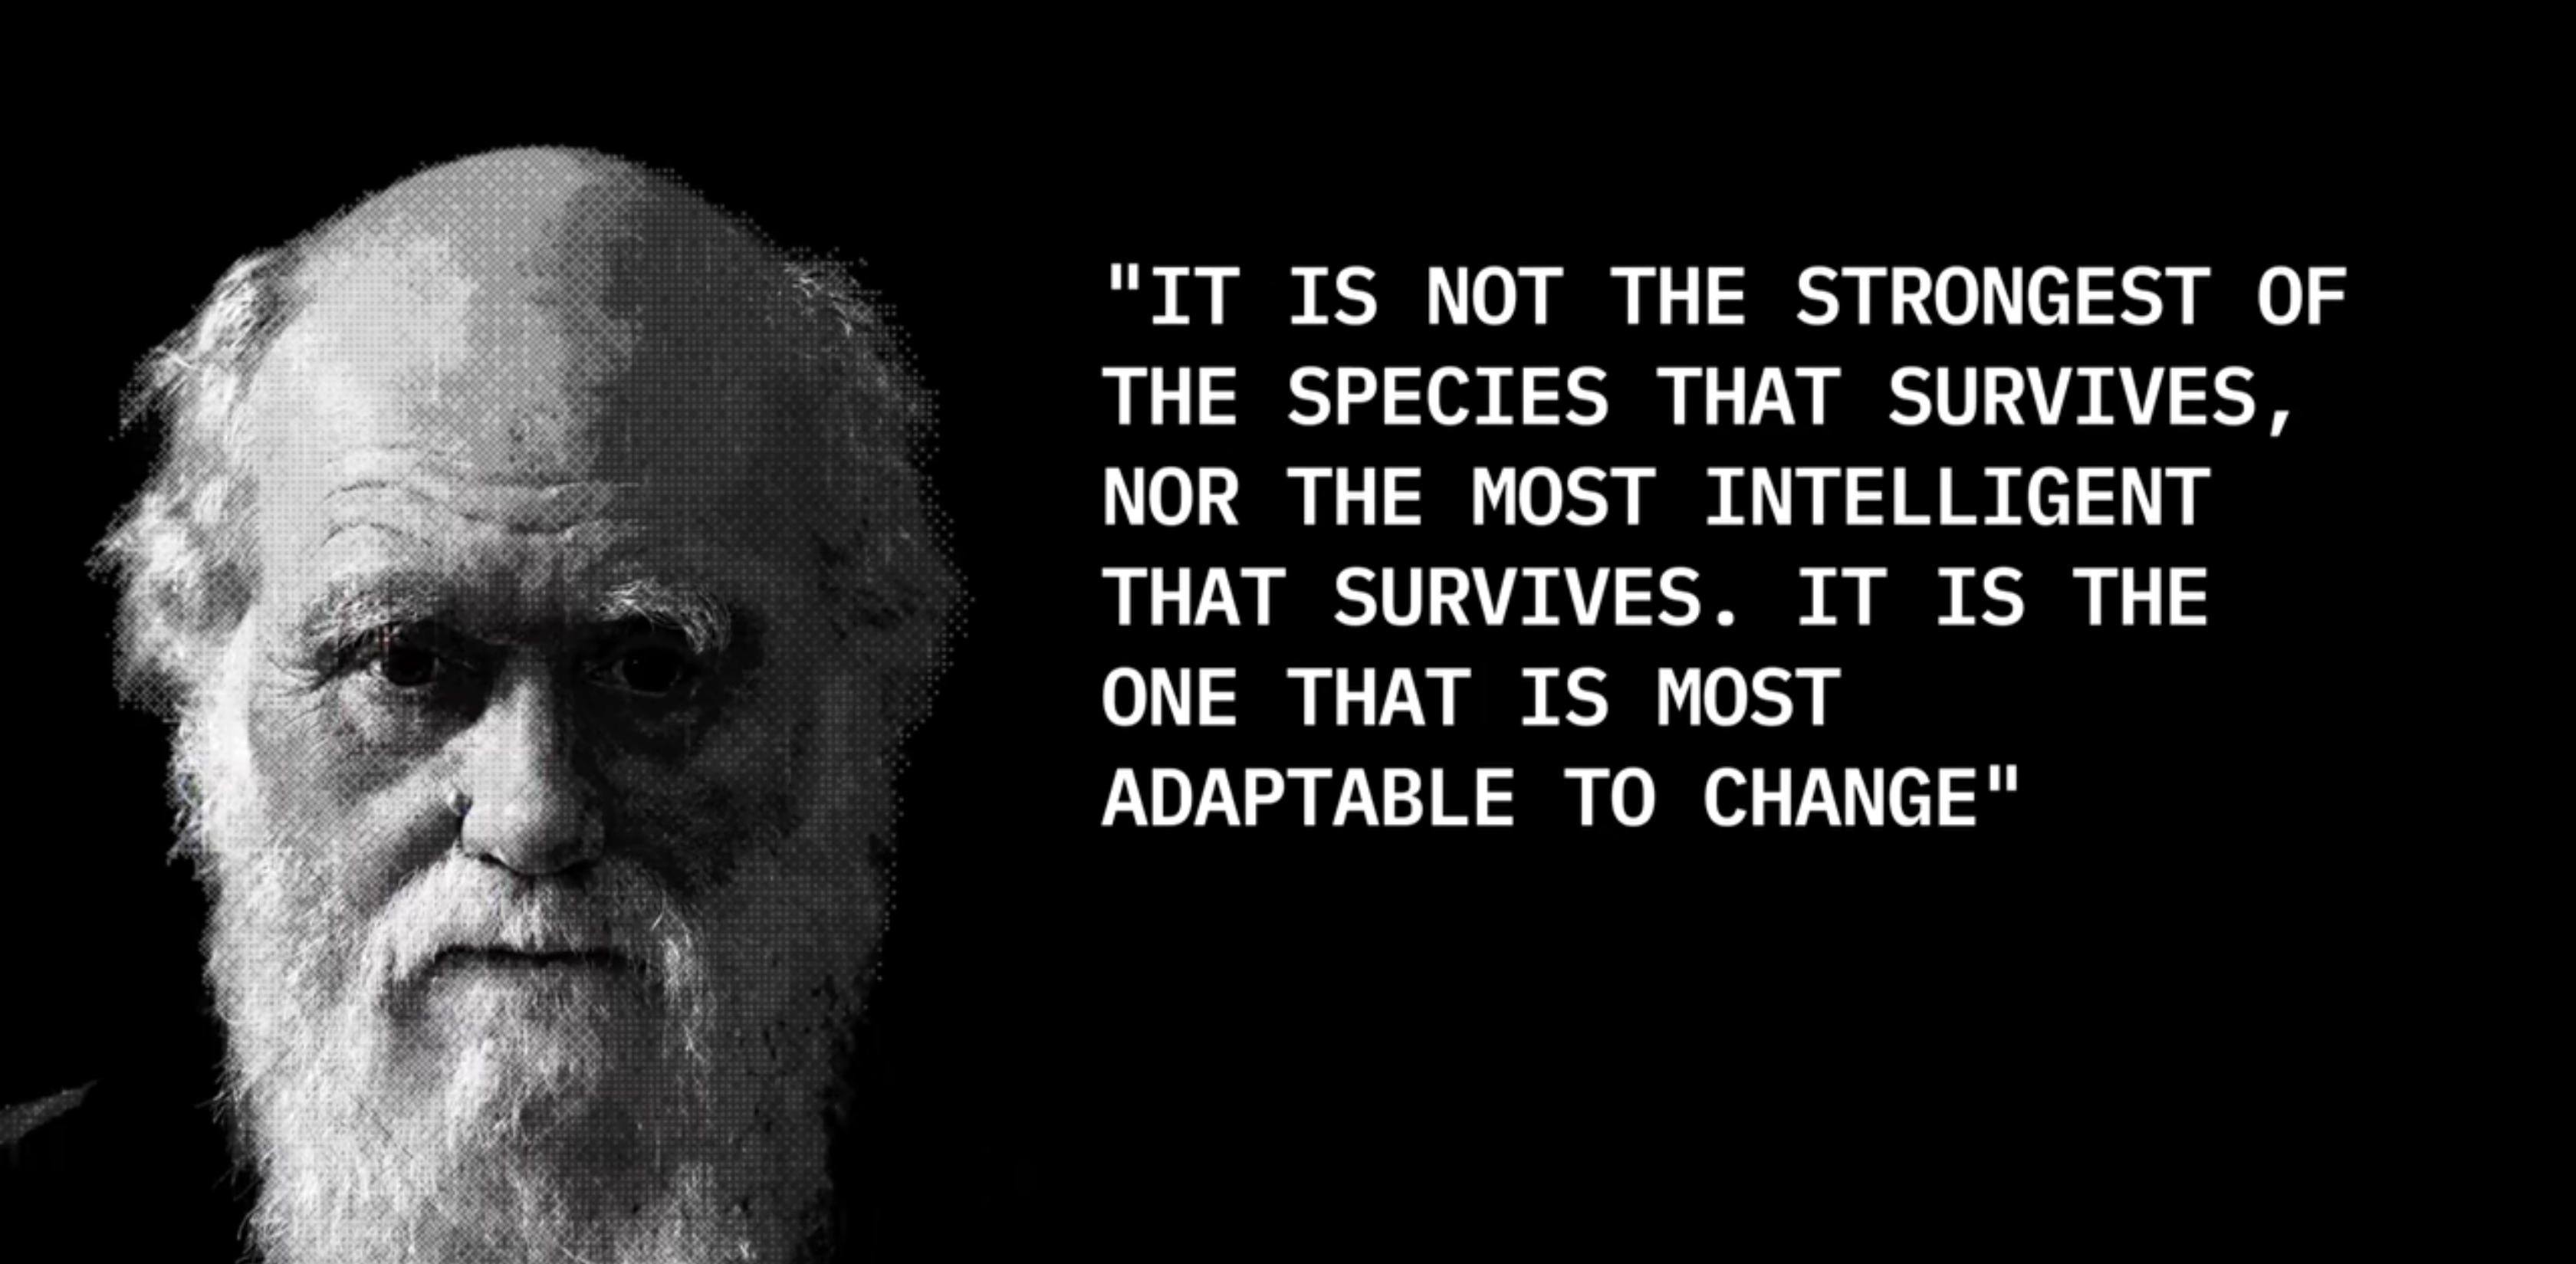 "IT IS NOT THE STRONGEST OF
THE SPECIES THAT SURVIVES,
NOR THE MOST INTELLIGENT
THAT SURVIVES. IT IS THE
ONE THAT IS MOST
ADAPTABLE TO CHANGE"